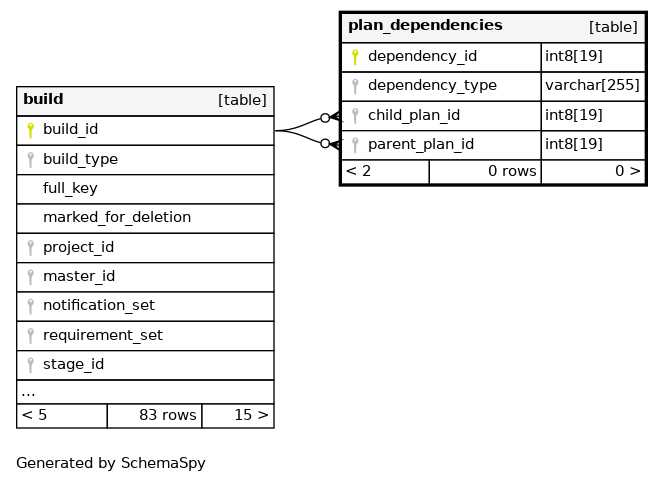 plan_dependencies [table]
dependency_id int8[19]
dependency_type varchar[255]
child_plan_id int8[19]
parent_plan_id int8[19]
< 2 0 rows 0 >
build [table]
build_id
build_type
full_key
marked_for_deletion
project_id
master_id
notification_set
requirement_set
stage_id
...
< 5 83 rows 15 >
Generated by SchemaSpy